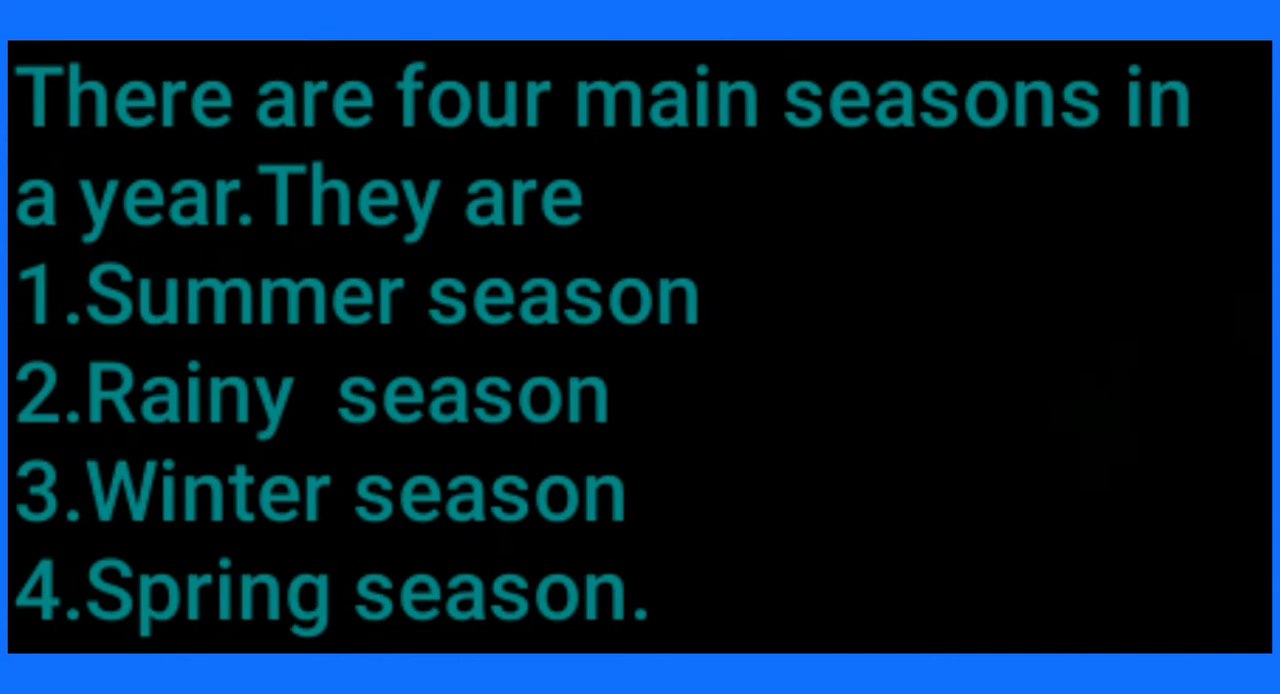 There are four main seasons in
a year.They are
1.Summer season
2.Rainy  season
3.Winter season
4.Spring season.